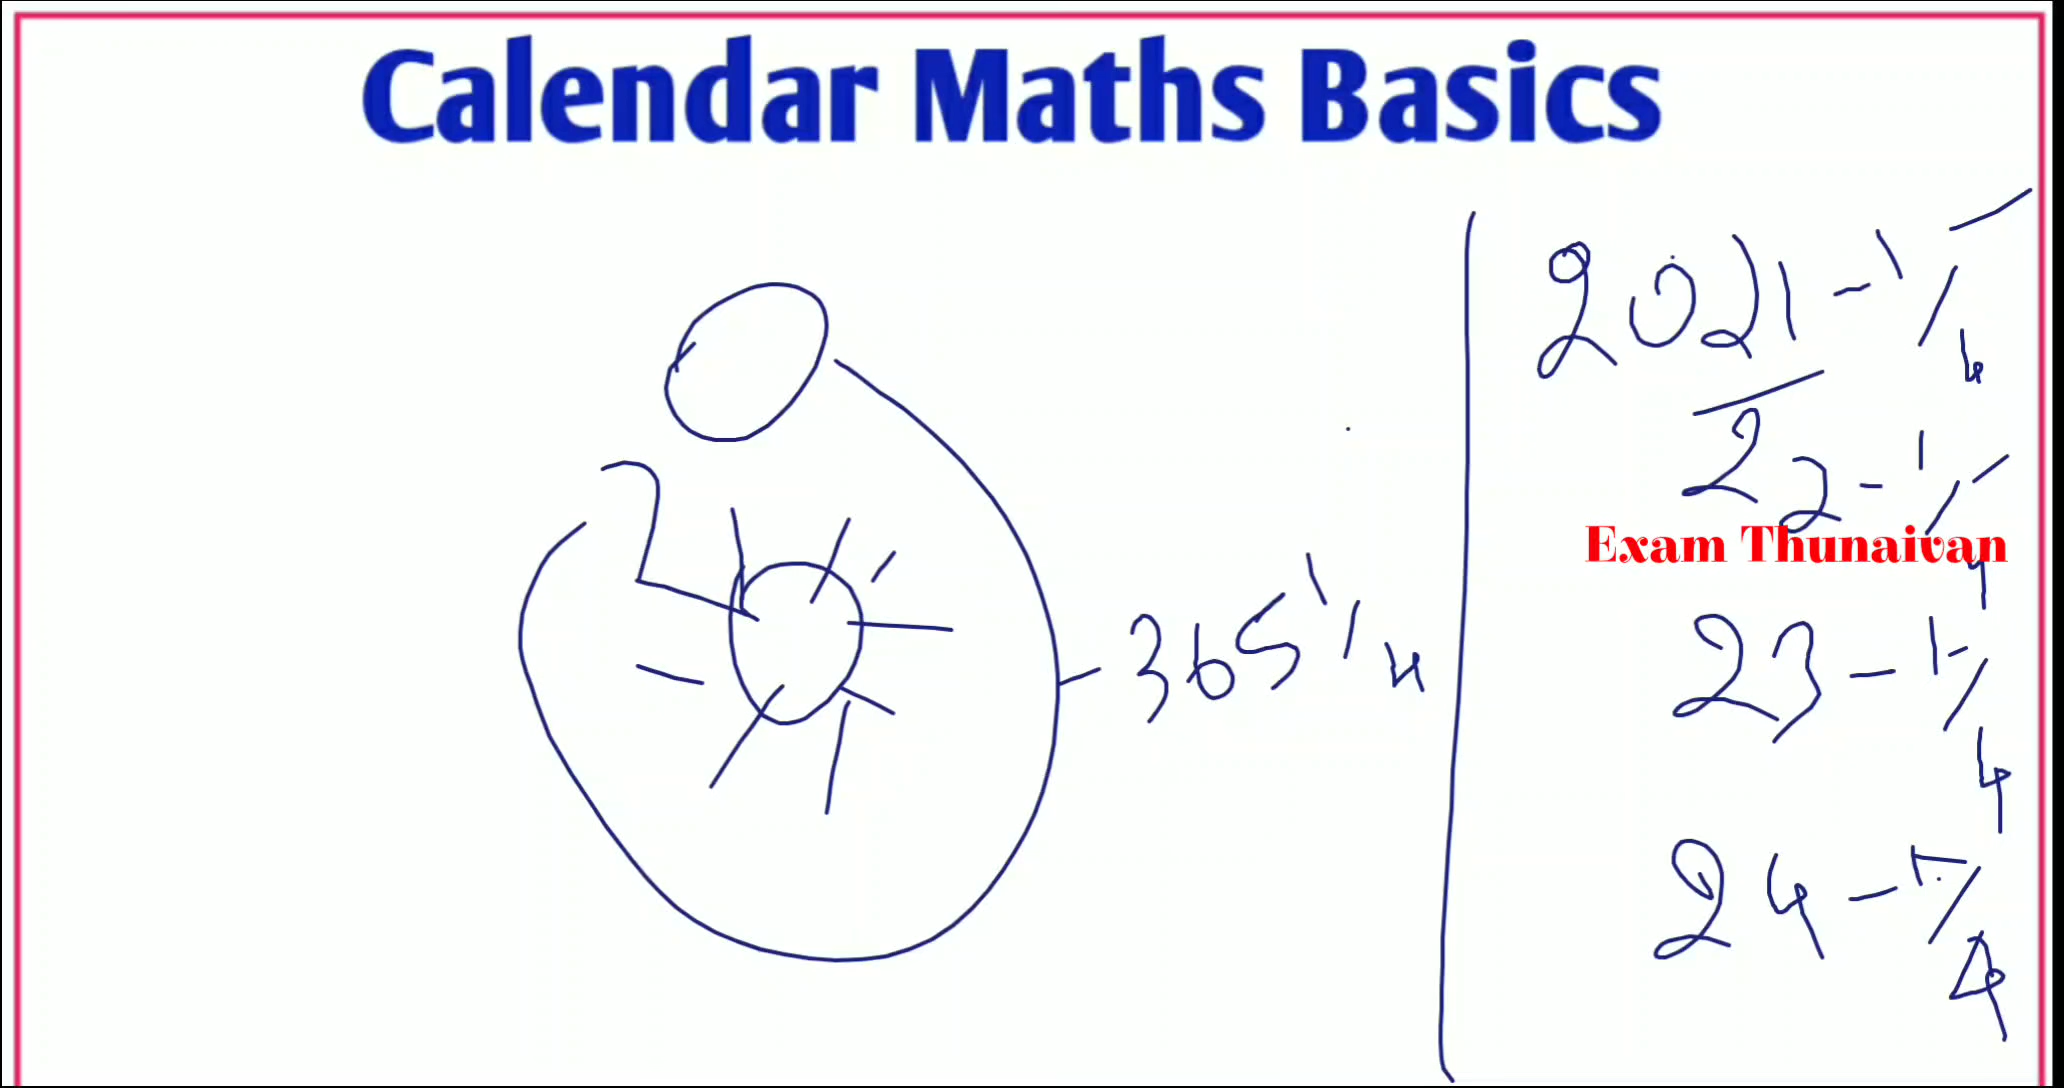 Calendar Maths Basics
365 1/4
2021 - 1/4
22 - 1/4
Exam Thunaivan
23 - 1/4
24 - 1/4